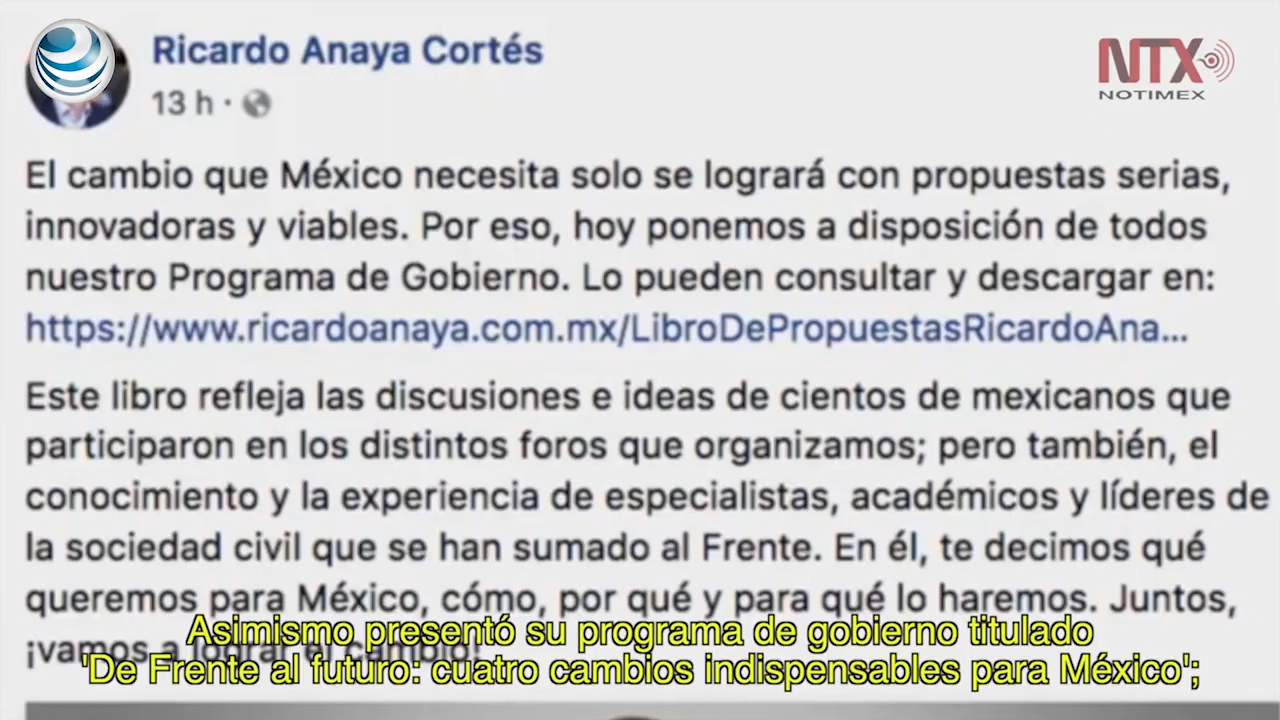 Ricardo Anaya Cortés
13 h ·
NTX
NOTIMEX
El cambio que México necesita solo se logrará con propuestas serias,
innovadoras y viables. Por eso, hoy ponemos a disposición de todos
nuestro Programa de Gobierno. Lo pueden consultar y descargar en:
https://www.ricardoanaya.com.mx/LibroDePropuestasRicardoAna...
Este libro refleja las discusiones e ideas de cientos de mexicanos que
participaron en los distintos foros que organizamos; pero también, el
conocimiento y la experiencia de especialistas, académicos y líderes de
la sociedad civil que se han sumado al Frente. En él, te decimos qué
queremos para México, cómo, por qué y para qué lo haremos. Juntos,
¡vamos a lograr el cambio!
Asimismo presentó su programa de gobierno titulado
'De Frente al futuro: cuatro cambios indispensables para México';